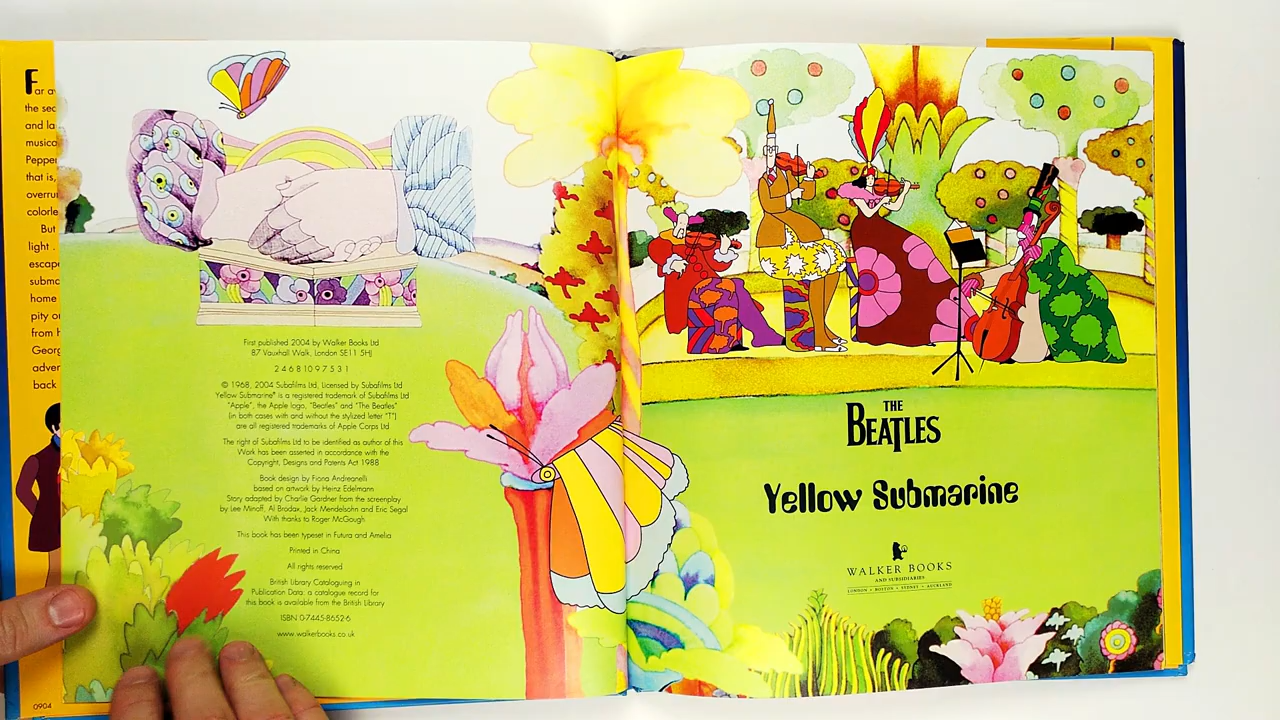 Far a
the sea
and la
musica
Pepper
that is,
overru
colorle
But
light .
escape
subma
home
pity o
from H
Georg
adver
back
0904
First published 2004 by Walker Books Ltd
87 Vauxhall Walk, London SE11 5HJ
2 4 6 8 10 9 7 5 3 1
© 1968, 2004 Subafilms Ltd, Licensed by Subafilms Ltd
Yellow Submarine® is a registered trademark of Subafilms Ltd
"Apple", the Apple logo, "Beatles" and "The Beatles"
(in both cases with and without the stylized letter "T")
are all registered trademarks of Apple Corps Ltd
The right of Subafilms Ltd to be identified as author of this
Work has been asserted in accordance with the
Copyright, Designs and Patents Act 1988
Book design by Fiona Andreanelli
based on artwork by Heinz Edelmann
Story adapted by Charlie Gardner from the screenplay
by Lee Minoff, Al Brodax, Jack Mendelsohn and Eric Segal
With thanks to Roger McGough
This book has been typeset in Futura and Amelia
Printed in China
All rights reserved
British Library Cataloguing in
Publication Data: a catalogue record for
this book is available from the British Library
ISBN 0-7445-8652-6
www.walkerbooks.co.uk
THE
BEATLES
Yellow Submarine
WALKER BOOKS
AND SUBSIDIARIES
LONDON • BOSTON • SYDNEY • AUCKLAND